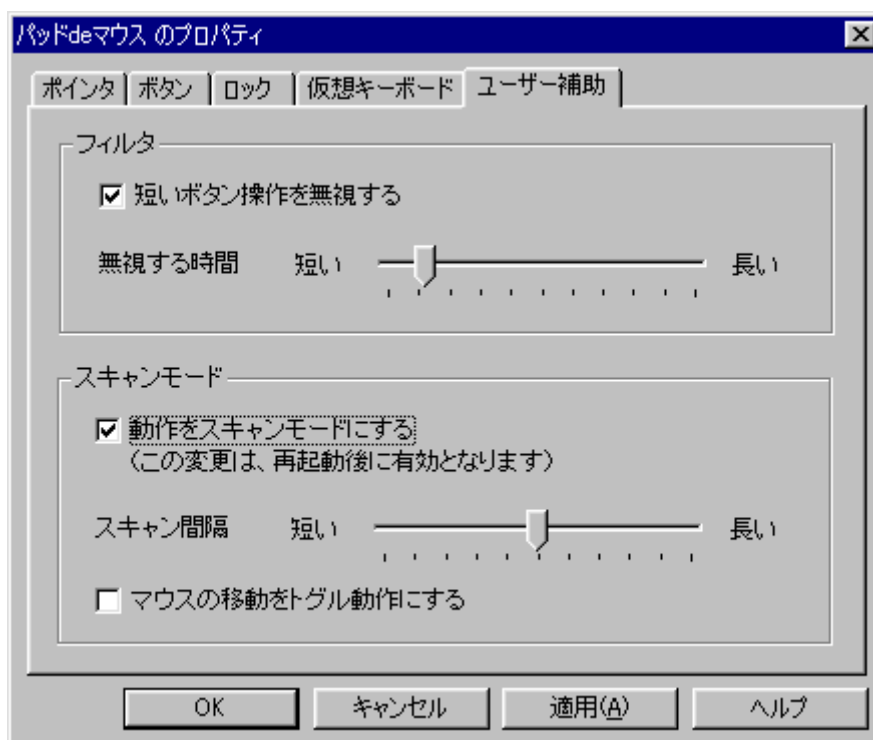 パッドdeマウス のプロパティ
ポインタ ボタン ロック 仮想キーボード ユーザー補助
フィルタ
短いボタン操作を無視する
無視する時間 短い 長い
スキャンモード
動作をスキャンモードにする
(この変更は、再起動後に有効となります)
スキャン間隔 短い 長い
マウスの移動をトグル動作にする
OK キャンセル 適用(A) ヘルプ